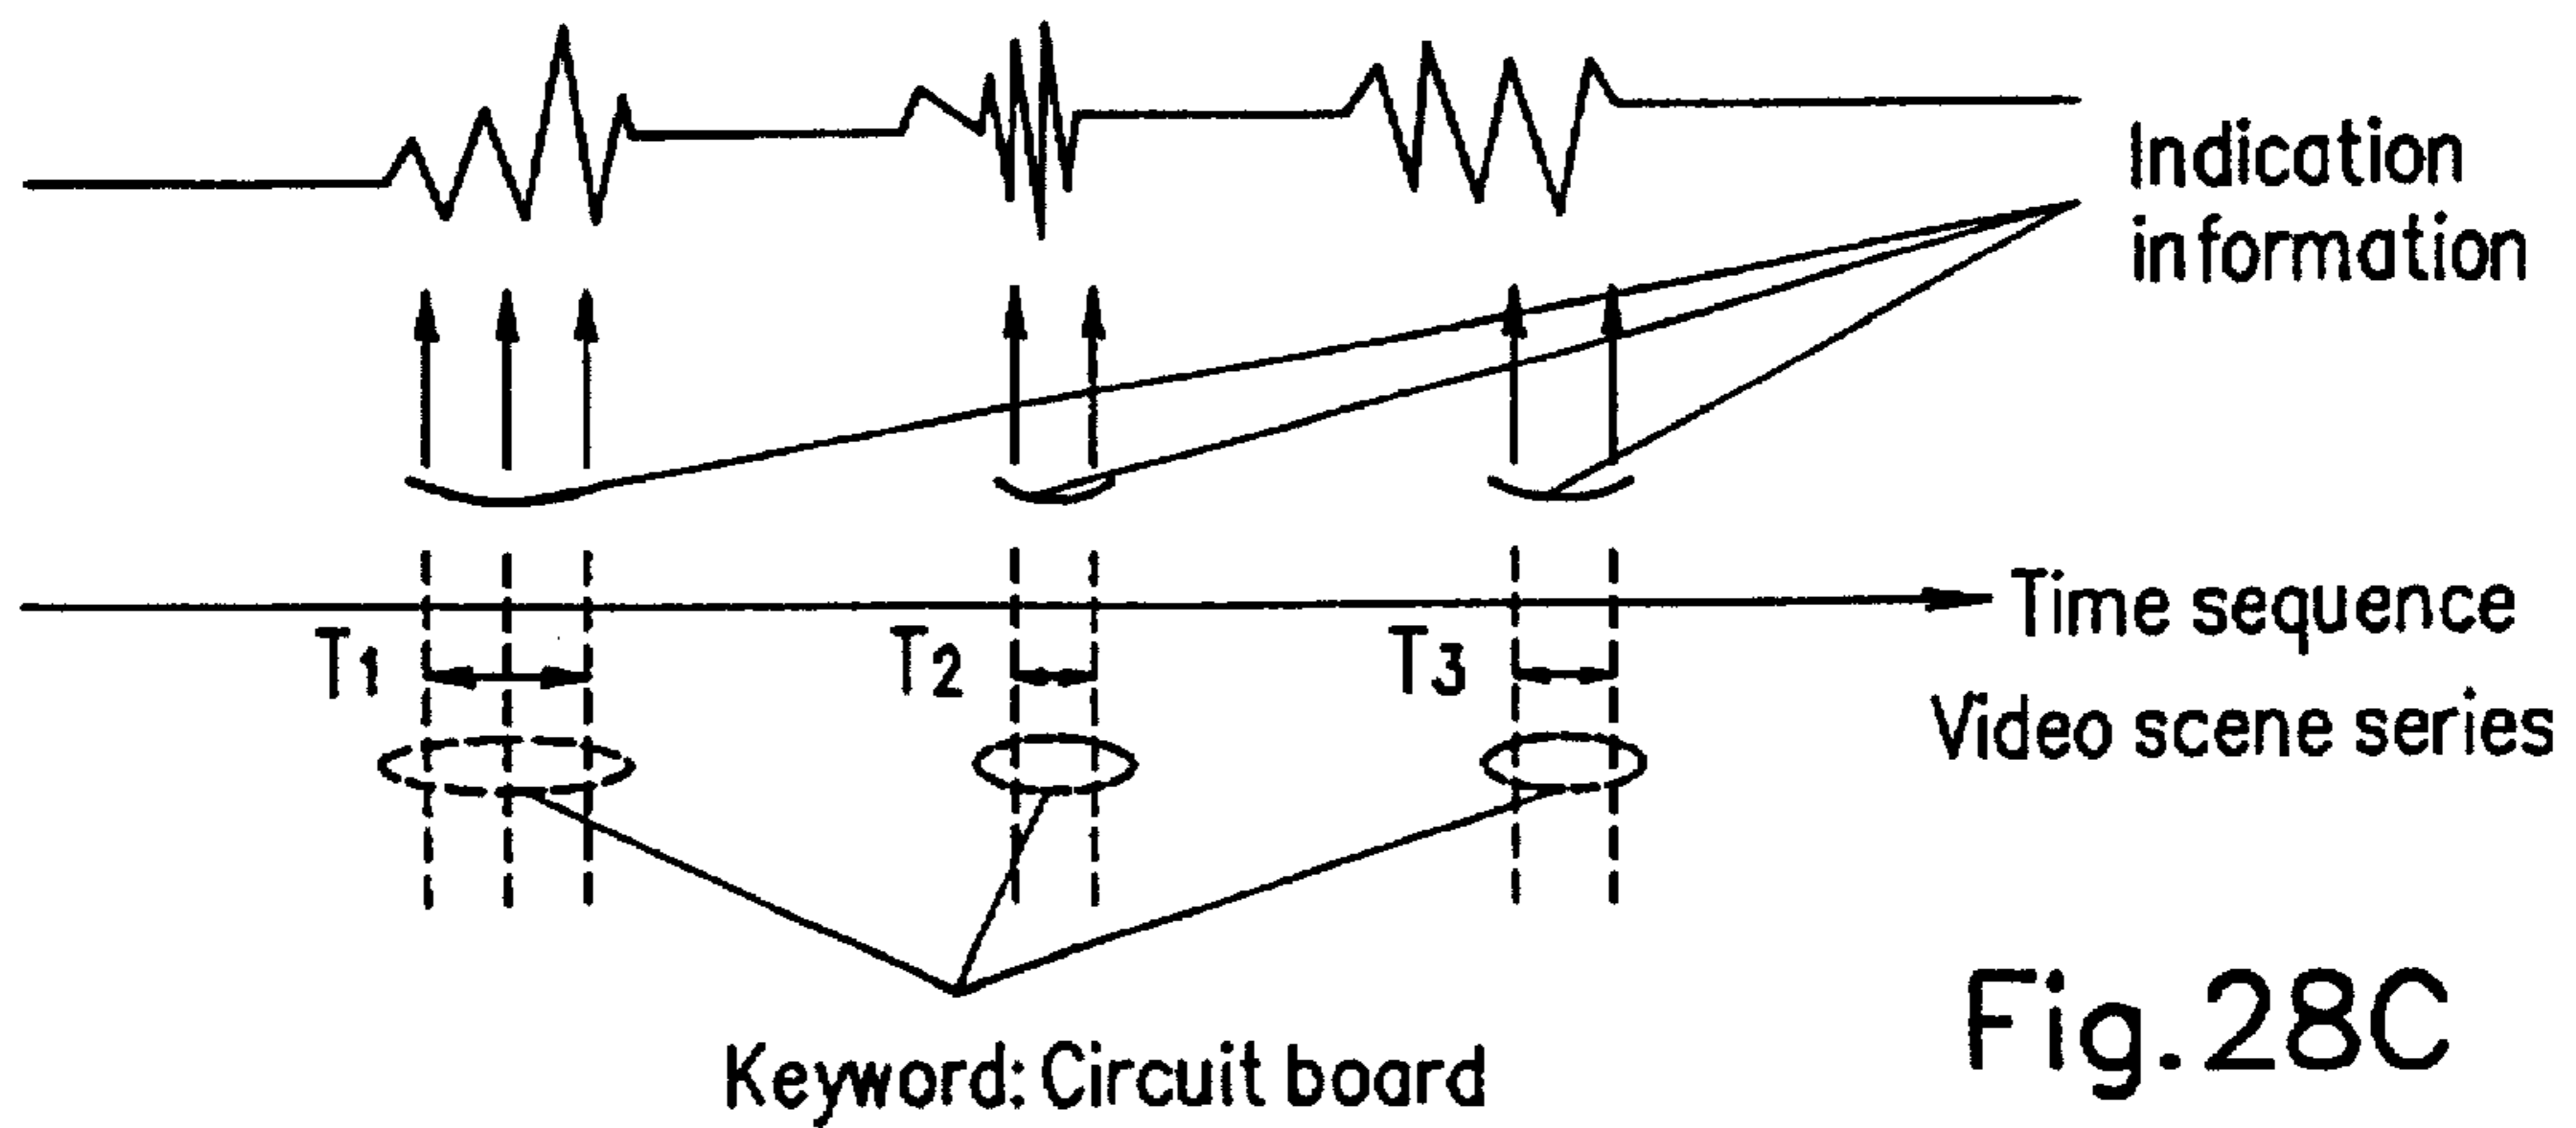 Indication
information
Time sequence
T1
T2
T3
Video scene series
Keyword: Circuit board
Fig.28C